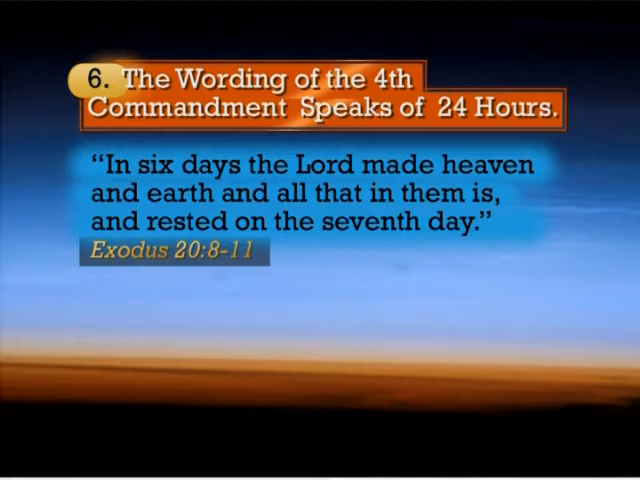 6. The Wording of the 4th
Commandment Speaks of 24 Hours.
“In six days the Lord made heaven
and earth and all that in them is,
and rested on the seventh day.”
Exodus 20:8-11